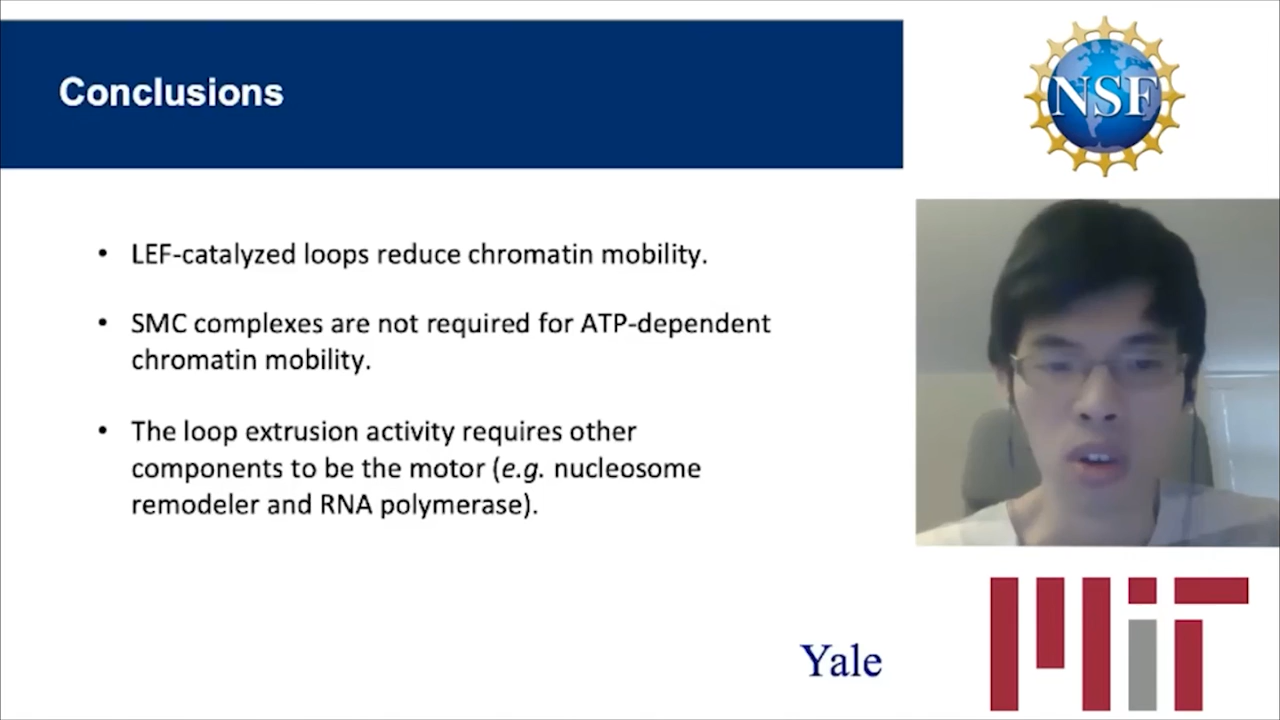 Conclusions
NSF
• LEF-catalyzed loops reduce chromatin mobility.
• SMC complexes are not required for ATP-dependent
chromatin mobility.
• The loop extrusion activity requires other
components to be the motor (e.g. nucleosome
remodeler and RNA polymerase).
Yale
MIT